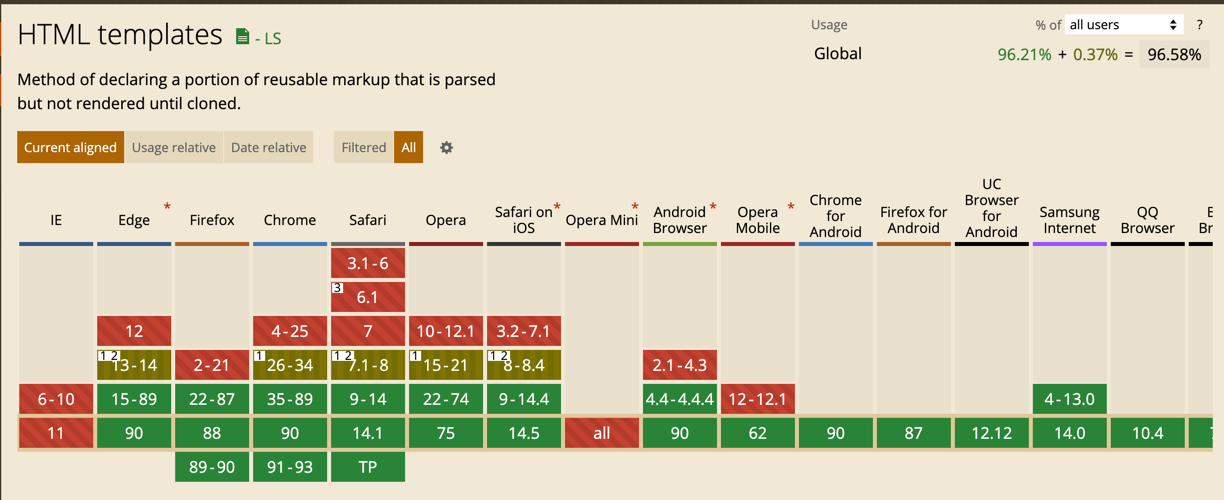 HTML templates - LS
Usage % of all users ?
Global 96.21% + 0.37% = 96.58%
Method of declaring a portion of reusable markup that is parsed
but not rendered until cloned.
Current aligned Usage relative Date relative Filtered All
IE
Edge *
Firefox
Chrome
Safari
Opera
Safari on *
iOS
Opera Mini *
Android *
Browser
Opera *
Mobile
Chrome
for
Android
Firefox for
Android
UC
Browser
for
Android
Samsung
Internet
QQ
Browser
3.1-6
3 6.1
12 4-25 7 10-12.1 3.2-7.1
1 2 13-14 2-21 1 26-34 1 2 7.1-8 1 15-21 1 2 8-8.4 2.1-4.3
6-10 15-89 22-87 35-89 9-14 22-74 9-14.4 4.4-4.4.4 12-12.1 4-13.0
11 90 88 90 14.1 75 14.5 all 90 62 90 87 12.12 14.0 10.4
89-90 91-93 TP